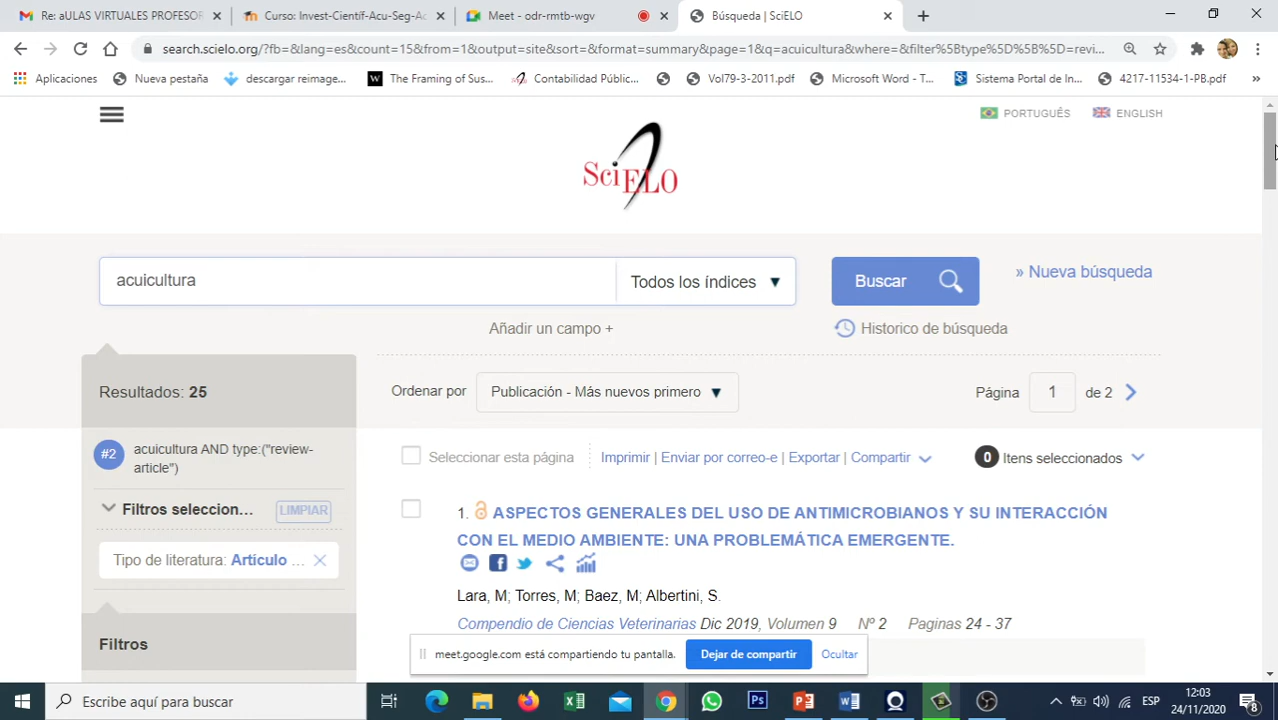 Re: AULAS VIRTUALES PROFESOR
Curso: Invest-Científ-Acu-Seg-A
Meet - odr-rmtb-wgv
Búsqueda | SciELO
search.scielo.org/?fb=&lang=es&count=15&from=1&output=site&sort=&format=summary&page=1&q=acuicultura&where=&filter%5Btype%5D%5B%5D=revi...
Aplicaciones
Nueva pestaña
descargar reimage...
The Framing of Sus...
Contabilidad Públic...
Vol79-3-2011.pdf
Microsoft Word - T...
Sistema Portal de In...
4217-11534-1-PB.pdf
»
PORTUGUÊS
ENGLISH
SciELO
acuicultura
Todos los índices
Buscar
» Nueva búsqueda
Añadir un campo +
Historico de búsqueda
Resultados: 25
Ordenar por
Publicación - Más nuevos primero
Página 1 de 2
#2
acuicultura AND type:("review-
article")
Seleccionar esta página
Imprimir | Enviar por correo-e | Exportar | Compartir
0 Itens seleccionados
Filtros seleccion...
LIMPIAR
Tipo de literatura: Artículo ...
Filtros
1. ASPECTOS GENERALES DEL USO DE ANTIMICROBIANOS Y SU INTERACCIÓN
CON EL MEDIO AMBIENTE: UNA PROBLEMÁTICA EMERGENTE.
Lara, M; Torres, M; Baez, M; Albertini, S.
Compendio de Ciencias Veterinarias Dic 2019, Volumen 9 Nº 2 Paginas 24 - 37
meet.google.com está compartiendo tu pantalla.
Dejar de compartir
Ocultar
Escribe aquí para buscar
ESP
12:03
24/11/2020
8